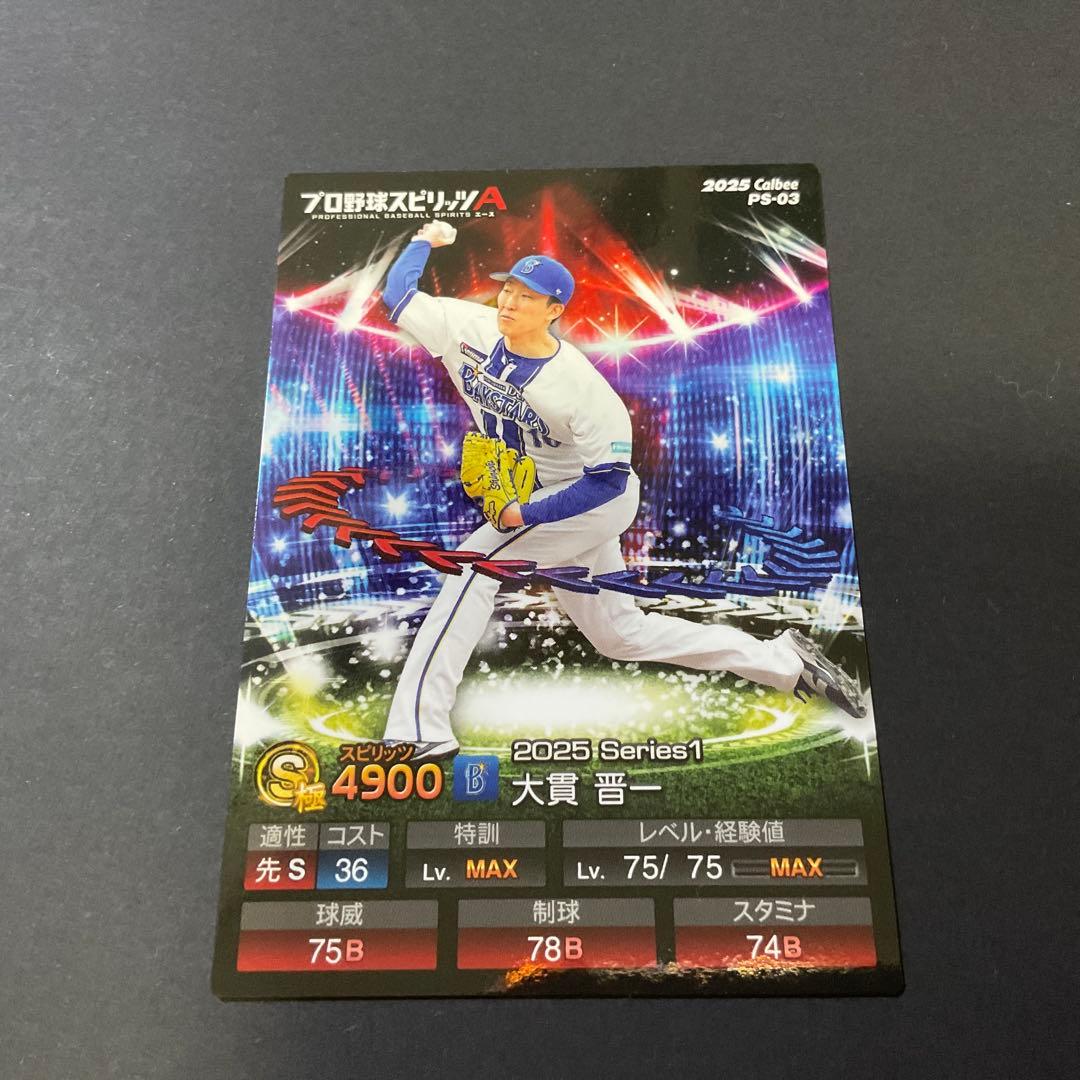 プロ野球スピリッツA
PROFESSIONAL BASEBALL SPIRITS エース
2025 Calbee
PS-03
B
BAYSTARS
S極
スピリッツ
4900
B
2025 Series1
大貫 晋一
適性
コスト
特訓
レベル・経験値
先 S
36
Lv. MAX
Lv. 75/ 75 MAX
球威
制球
スタミナ
75B
78B
74B